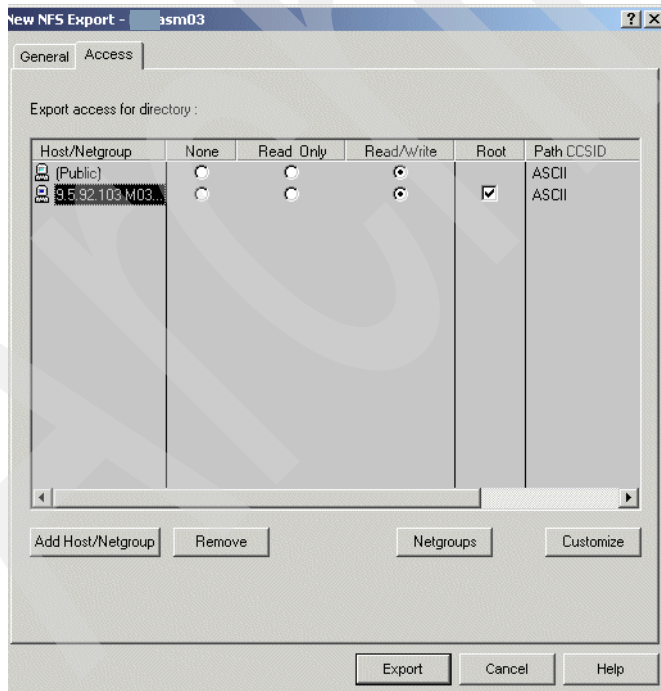 New NFS Export - asm03
General Access
Export access for directory :
Host/Netgroup None Read Only Read/Write Root Path CCSID
(Public) ASCII
9.5.92.103 M03... ASCII
Add Host/Netgroup Remove Netgroups Customize
Export Cancel Help